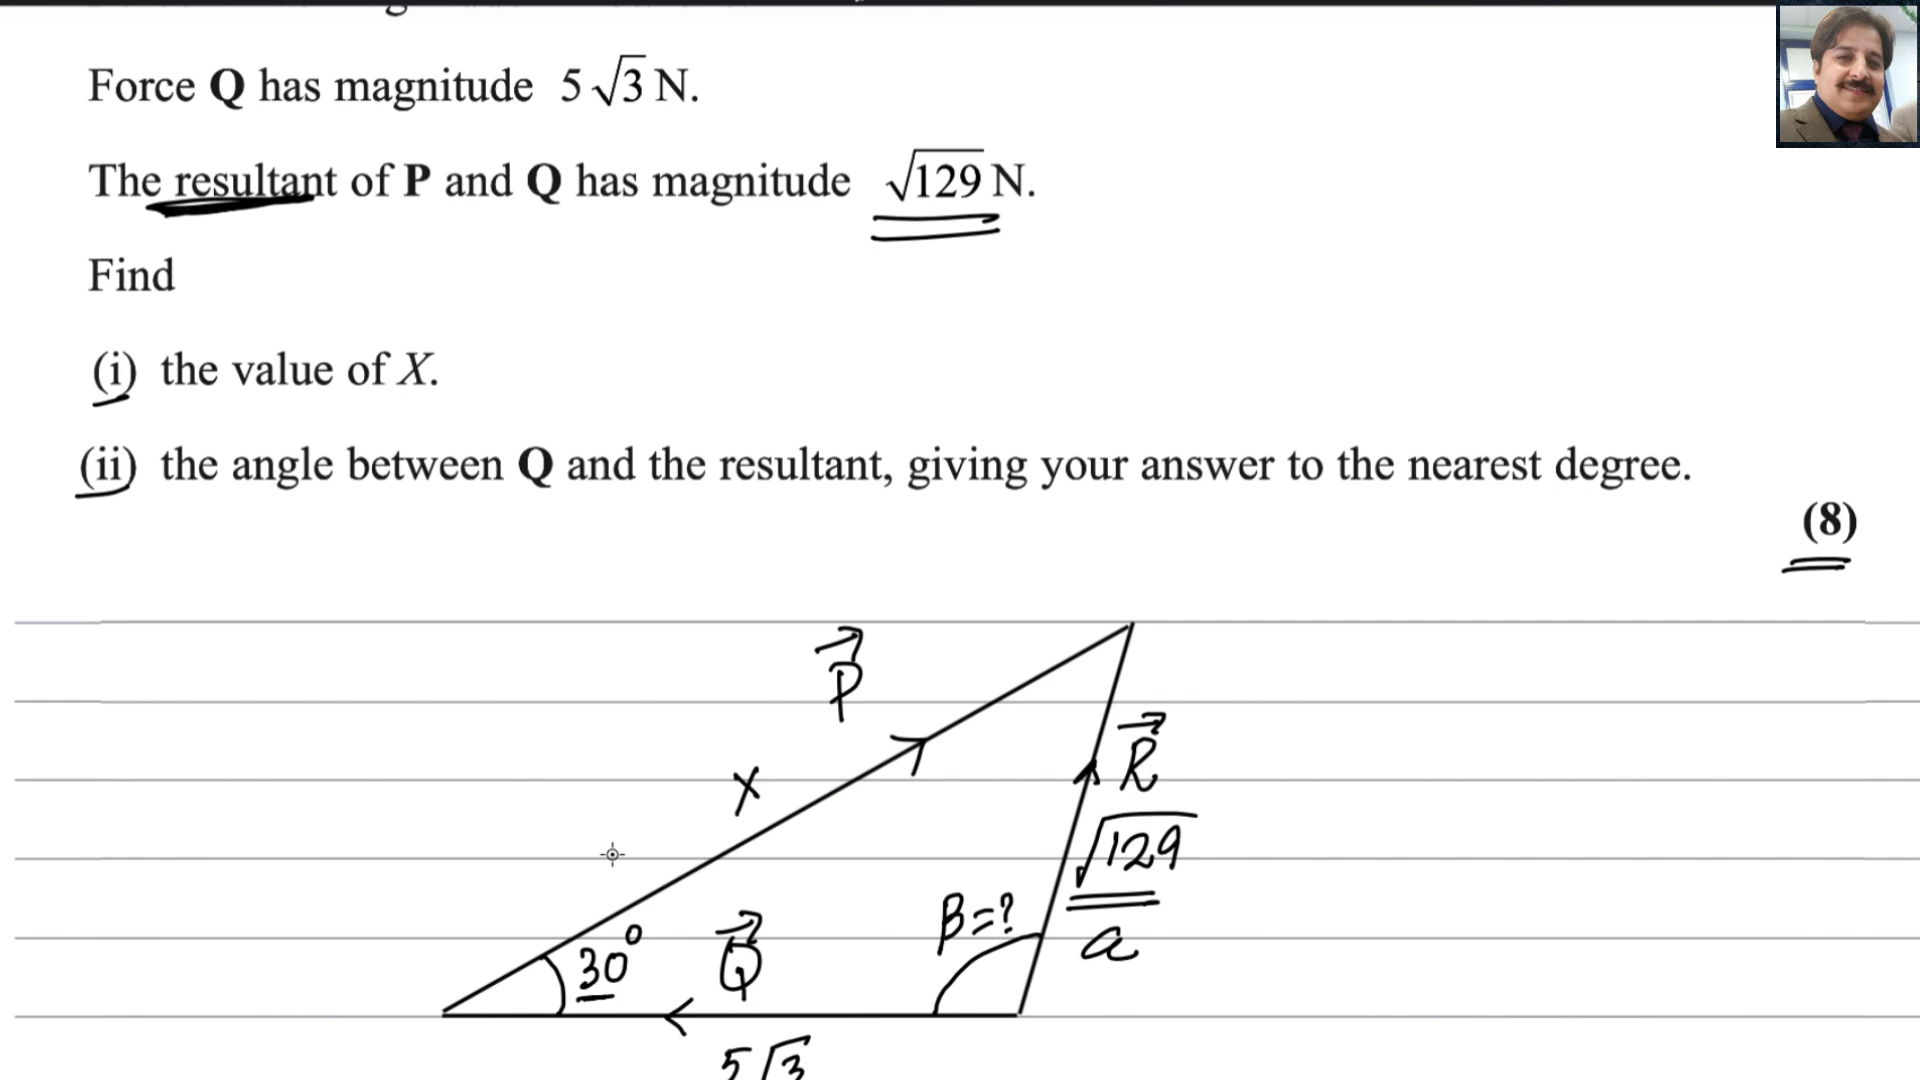 Force Q has magnitude 5√3 N.
The resultant of P and Q has magnitude √129 N.
Find
(i) the value of X.
(ii) the angle between Q and the resultant, giving your answer to the nearest degree.
(8)
P
R
X
√129
B=?
30°
Q
a
5√3